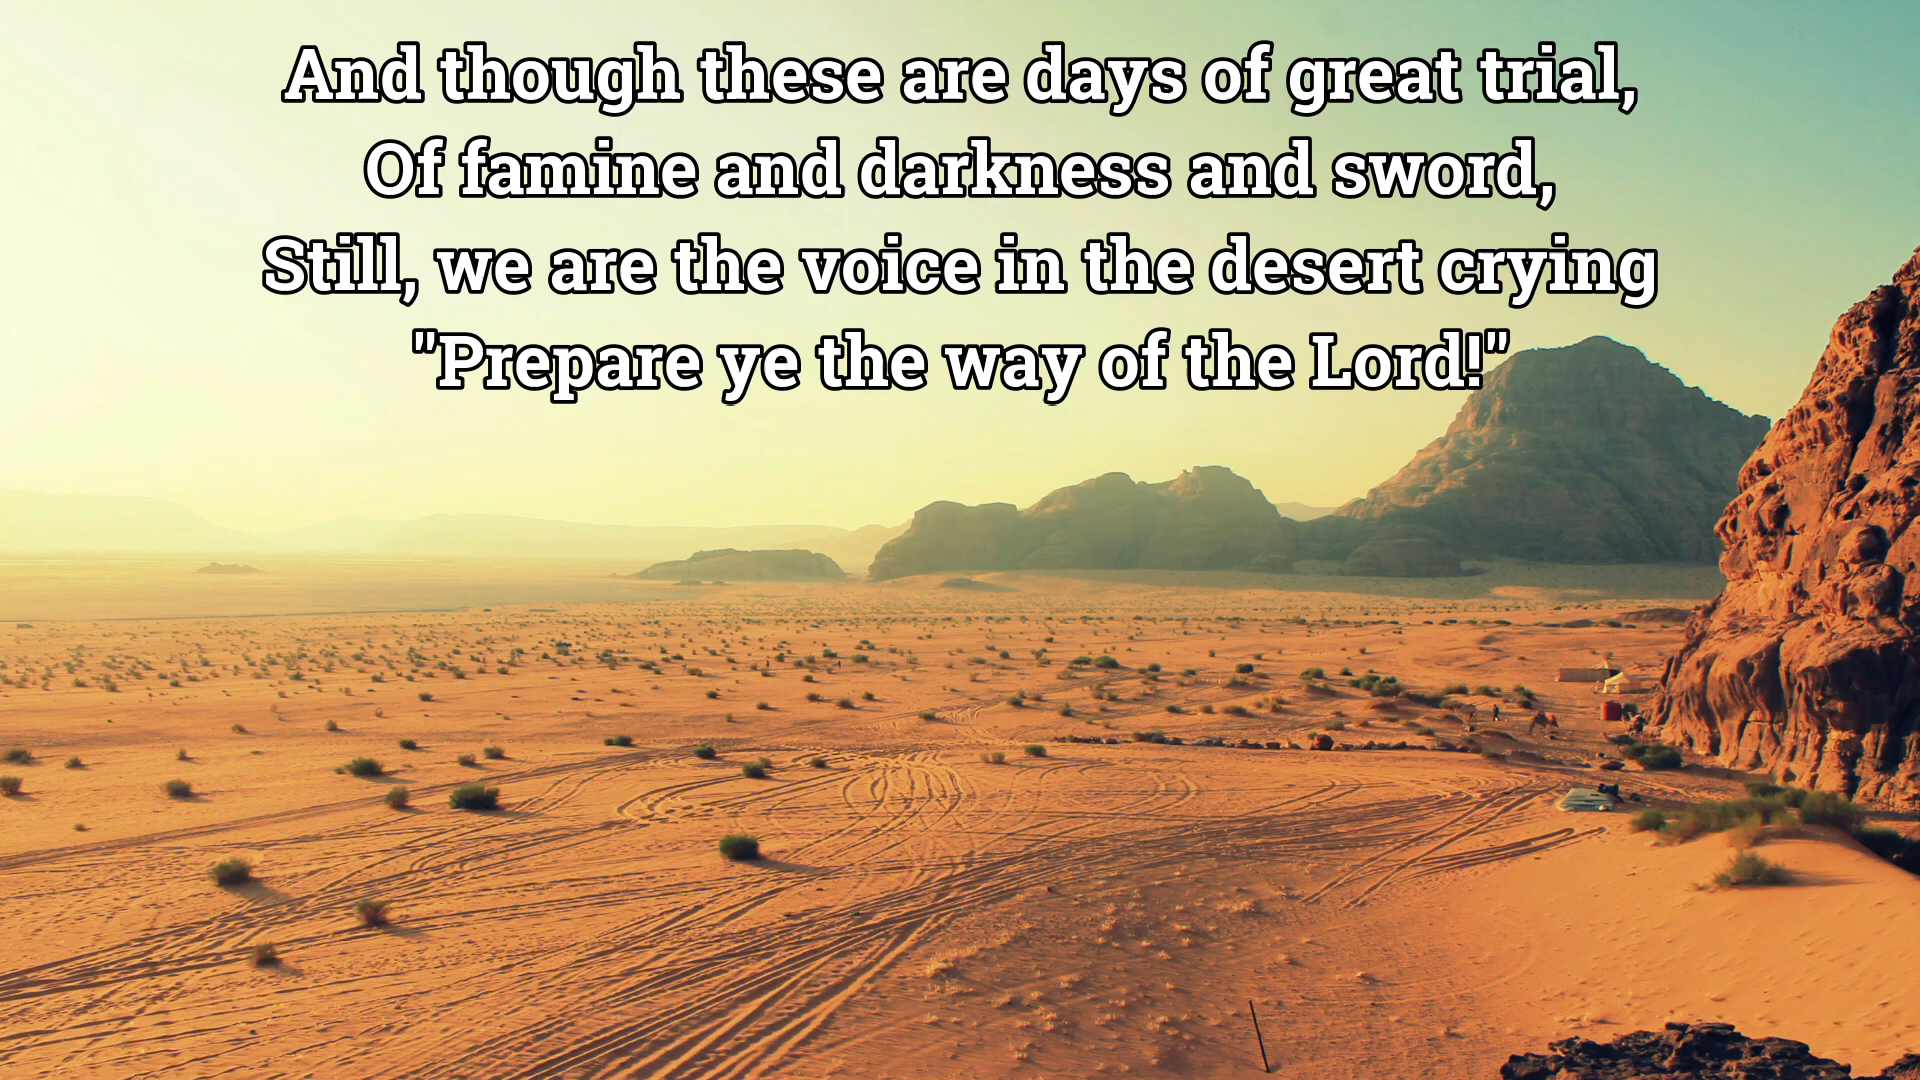 And though these are days of great trial,
Of famine and darkness and sword,
Still, we are the voice in the desert crying
"Prepare ye the way of the Lord!"